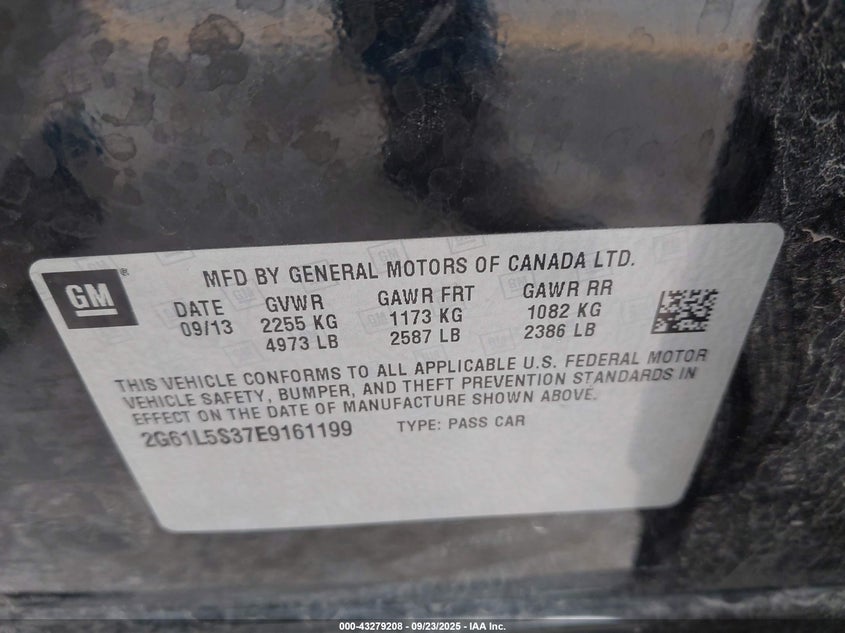 GM
MFD BY GENERAL MOTORS OF CANADA LTD.
DATE GVWR GAWR FRT GAWR RR
09/13 2255 KG 1173 KG 1082 KG
4973 LB 2587 LB 2386 LB
THIS VEHICLE CONFORMS TO ALL APPLICABLE U.S. FEDERAL MOTOR
VEHICLE SAFETY, BUMPER, AND THEFT PREVENTION STANDARDS IN
EFFECT ON THE DATE OF MANUFACTURE SHOWN ABOVE.
2G61L5S37E9161199 TYPE: PASS CAR
000-43279208 - 09/23/2025 - IAA Inc.